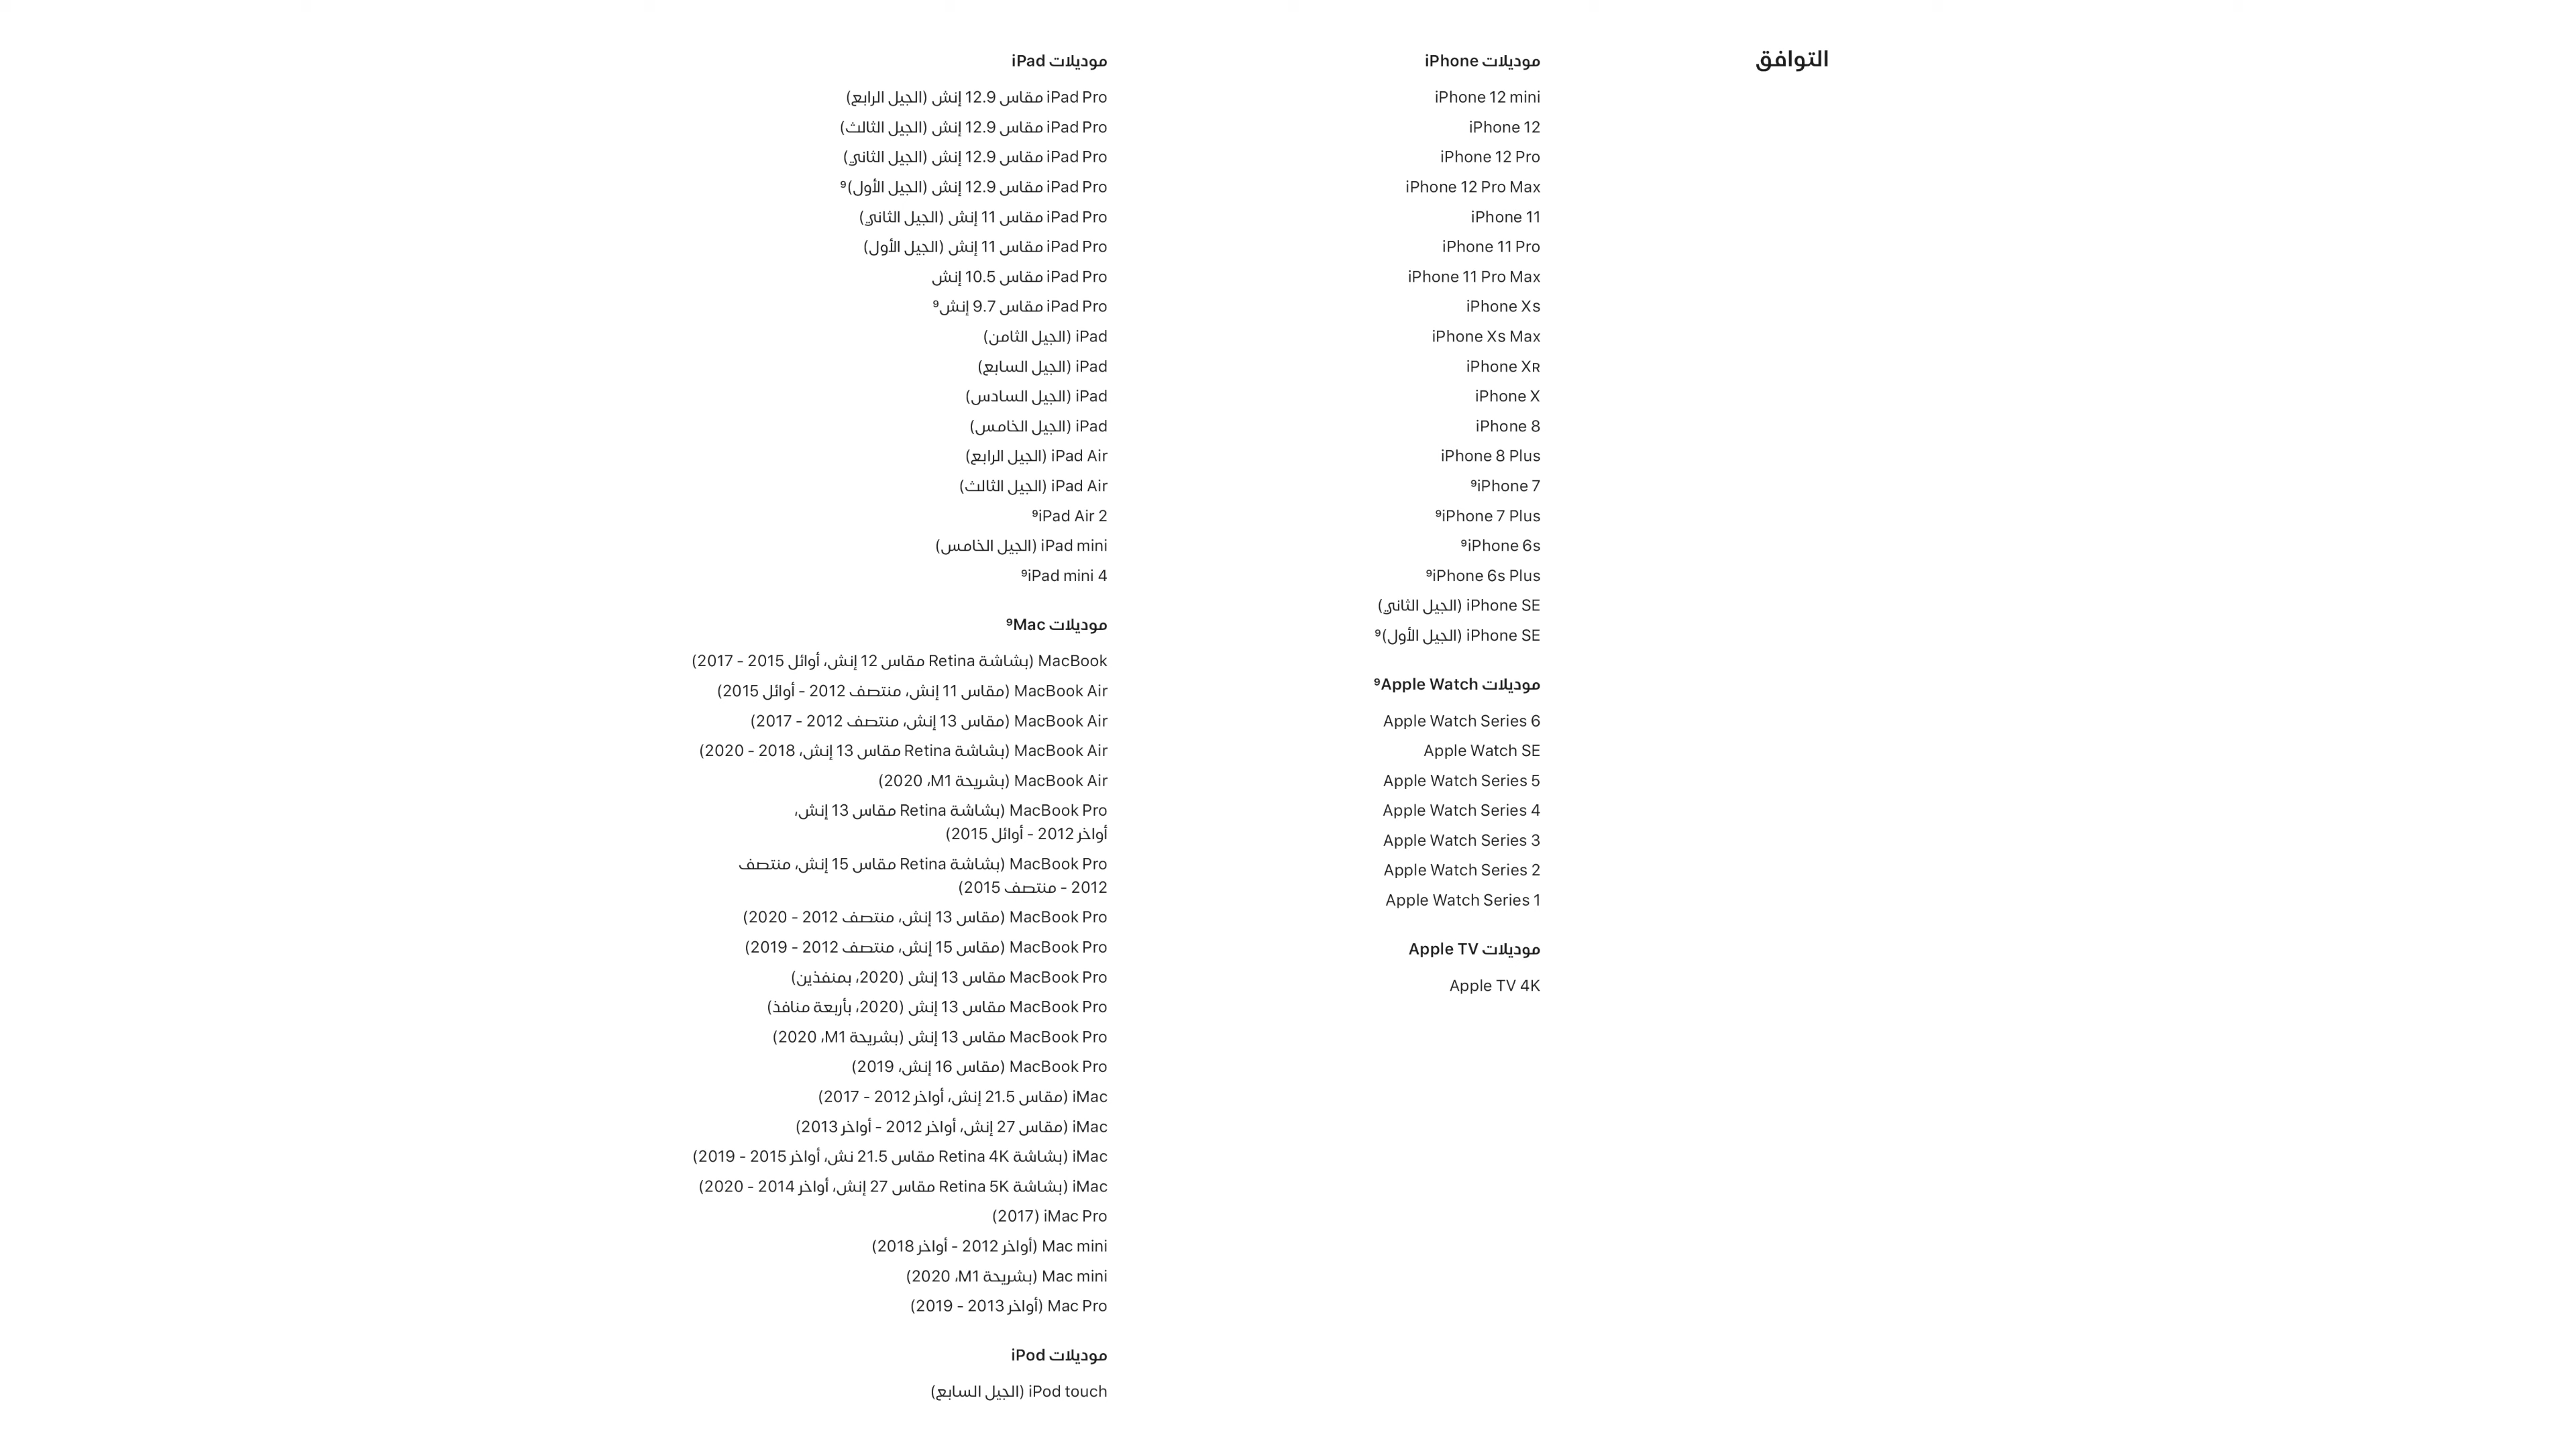 التوافق
موديلات iPhone
iPhone 12 mini
iPhone 12
iPhone 12 Pro
iPhone 12 Pro Max
iPhone 11
iPhone 11 Pro
iPhone 11 Pro Max
iPhone Xs
iPhone Xs Max
iPhone Xʀ
iPhone X
iPhone 8
iPhone 8 Plus
iPhone 7⁹
iPhone 7 Plus⁹
iPhone 6s⁹
iPhone 6s Plus⁹
iPhone SE (الجيل الثاني)
iPhone SE (الجيل الأول)⁹
موديلات Apple Watch⁹
Apple Watch Series 6
Apple Watch SE
Apple Watch Series 5
Apple Watch Series 4
Apple Watch Series 3
Apple Watch Series 2
Apple Watch Series 1
موديلات Apple TV
Apple TV 4K
موديلات iPad
iPad Pro مقاس 12.9 إنش (الجيل الرابع)
iPad Pro مقاس 12.9 إنش (الجيل الثالث)
iPad Pro مقاس 12.9 إنش (الجيل الثاني)
iPad Pro مقاس 12.9 إنش (الجيل الأول)⁹
iPad Pro مقاس 11 إنش (الجيل الثاني)
iPad Pro مقاس 11 إنش (الجيل الأول)
iPad Pro مقاس 10.5 إنش
iPad Pro مقاس 9.7 إنش⁹
iPad (الجيل الثامن)
iPad (الجيل السابع)
iPad (الجيل السادس)
iPad (الجيل الخامس)
iPad Air (الجيل الرابع)
iPad Air (الجيل الثالث)
iPad Air 2⁹
iPad mini (الجيل الخامس)
iPad mini 4⁹
موديلات Mac⁹
MacBook (بشاشة Retina مقاس 12 إنش، أوائل 2015 - 2017)
MacBook Air (مقاس 11 إنش، منتصف 2012 - أوائل 2015)
MacBook Air (مقاس 13 إنش، منتصف 2012 - 2017)
MacBook Air (بشاشة Retina مقاس 13 إنش، 2018 - 2020)
MacBook Air (بشريحة M1، 2020)
MacBook Pro (بشاشة Retina مقاس 13 إنش،
أواخر 2012 - أوائل 2015)
MacBook Pro (بشاشة Retina مقاس 15 إنش، منتصف
2012 - منتصف 2015)
MacBook Pro (مقاس 13 إنش، منتصف 2012 - 2020)
MacBook Pro (مقاس 15 إنش، منتصف 2012 - 2019)
MacBook Pro مقاس 13 إنش (2020، بمنفذين)
MacBook Pro مقاس 13 إنش (2020، بأربعة منافذ)
MacBook Pro مقاس 13 إنش (بشريحة M1، 2020)
MacBook Pro (مقاس 16 إنش، 2019)
iMac (مقاس 21.5 إنش، أواخر 2012 - 2017)
iMac (مقاس 27 إنش، أواخر 2012 - أواخر 2013)
iMac (بشاشة Retina 4K مقاس 21.5 نش، أواخر 2015 - 2019)
iMac (بشاشة Retina 5K مقاس 27 إنش، أواخر 2014 - 2020)
iMac Pro (2017)
Mac mini (أواخر 2012 - أواخر 2018)
Mac mini (بشريحة M1، 2020)
Mac Pro (أواخر 2013 - 2019)
موديلات iPod
iPod touch (الجيل السابع)